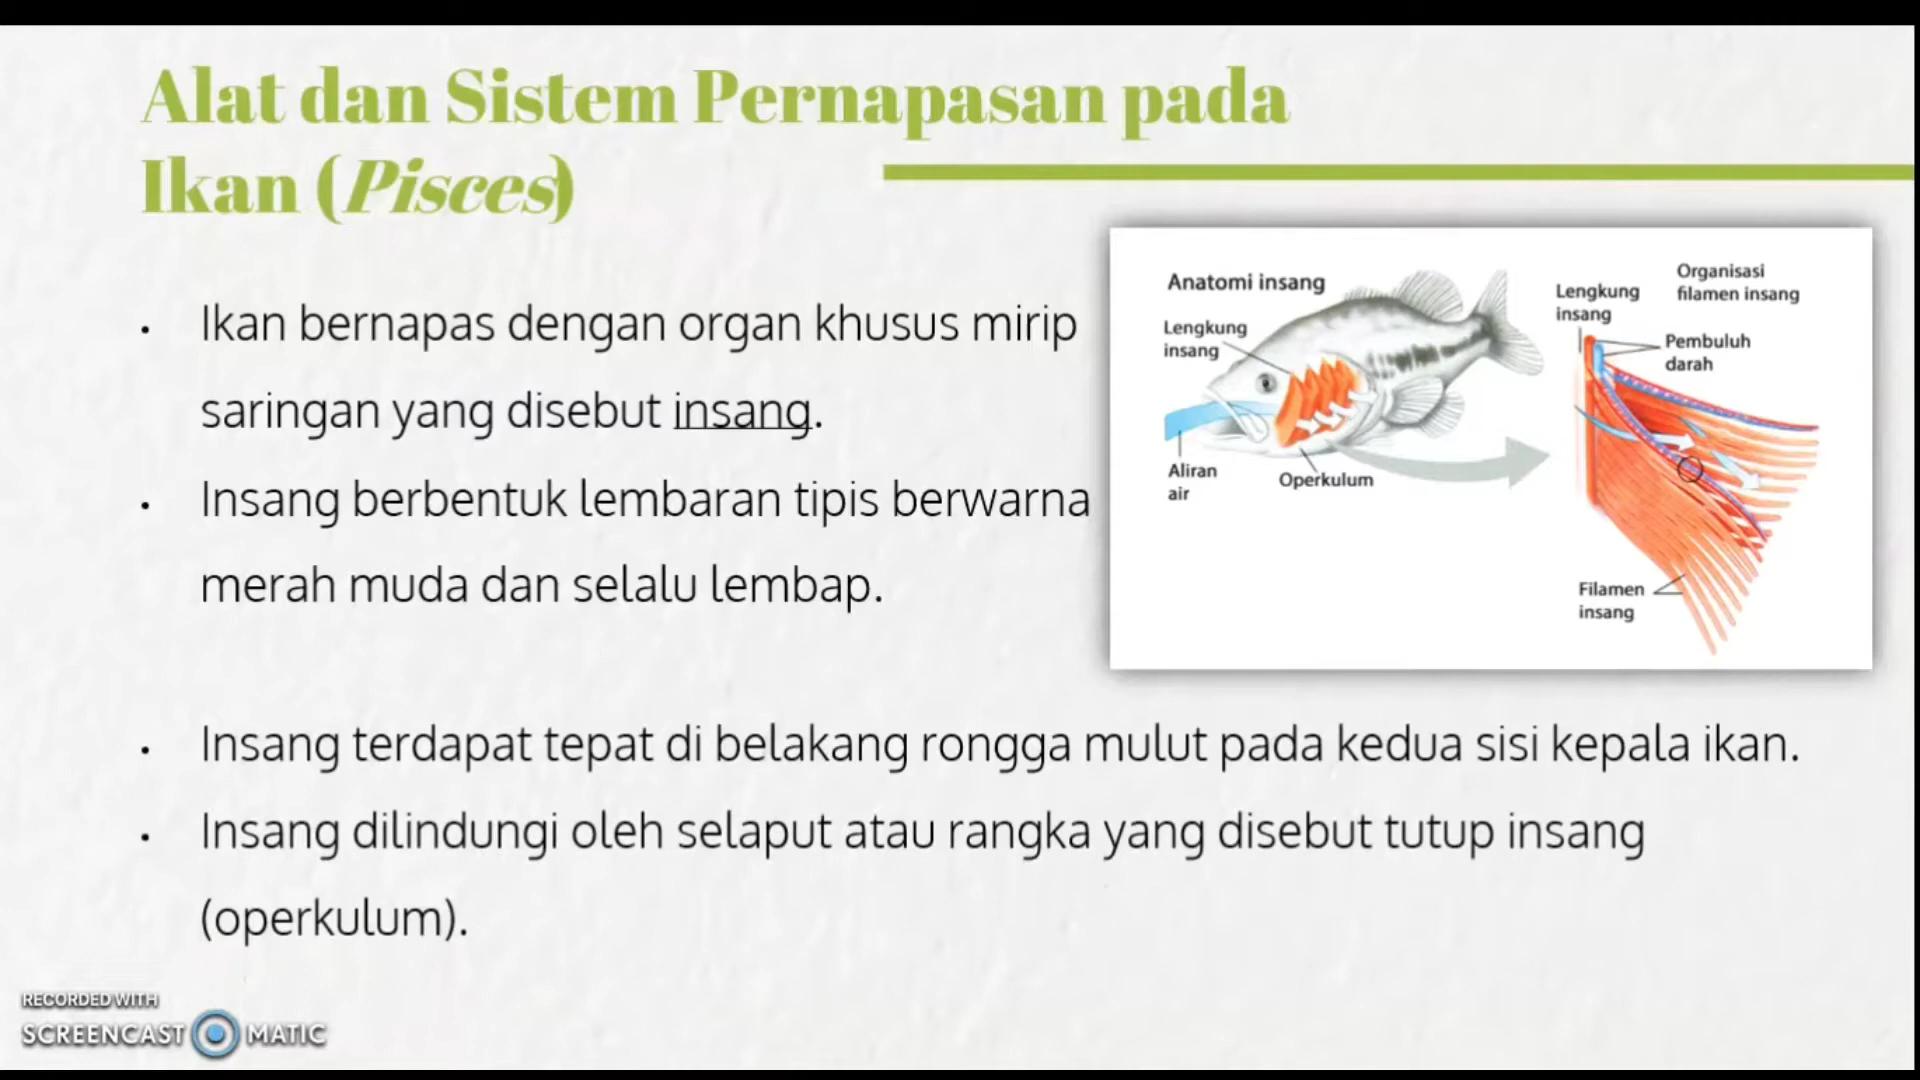 Alat dan Sistem Pernapasan pada
Ikan (Pisces)
• Ikan bernapas dengan organ khusus mirip
saringan yang disebut insang.
• Insang berbentuk lembaran tipis berwarna
merah muda dan selalu lembap.
• Insang terdapat tepat di belakang rongga mulut pada kedua sisi kepala ikan.
• Insang dilindungi oleh selaput atau rangka yang disebut tutup insang
(operkulum).
Anatomi insang
Lengkung
insang
Aliran
air
Operkulum
Lengkung
insang
Organisasi
filamen insang
Pembuluh
darah
Filamen
insang
RECORDED WITH
SCREENCAST MATIC